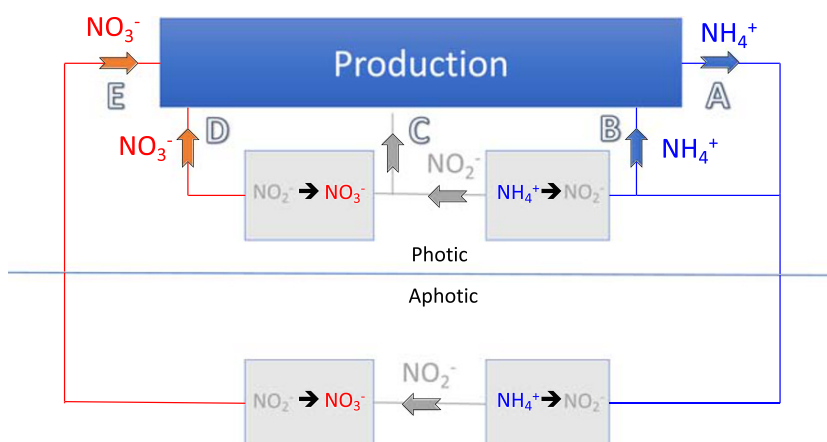 NO₃⁻
Production
NH₄⁺
E
A
NO₃⁻
D
C
B
NH₄⁺
NO₂⁻
NO₂⁻ ➔ NO₃⁻
NH₄⁺ ➔ NO₂⁻
Photic
Aphotic
NO₂⁻
NO₂⁻ ➔ NO₃⁻
NH₄⁺ ➔ NO₂⁻